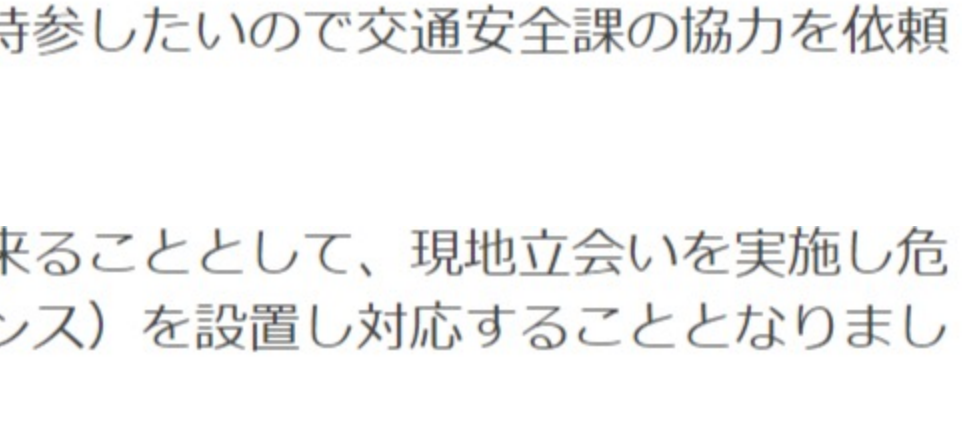 持参したいので交通安全課の協力を依頼
来ることとして、現地立会いを実施し危
ンス）を設置し対応することとなりまし